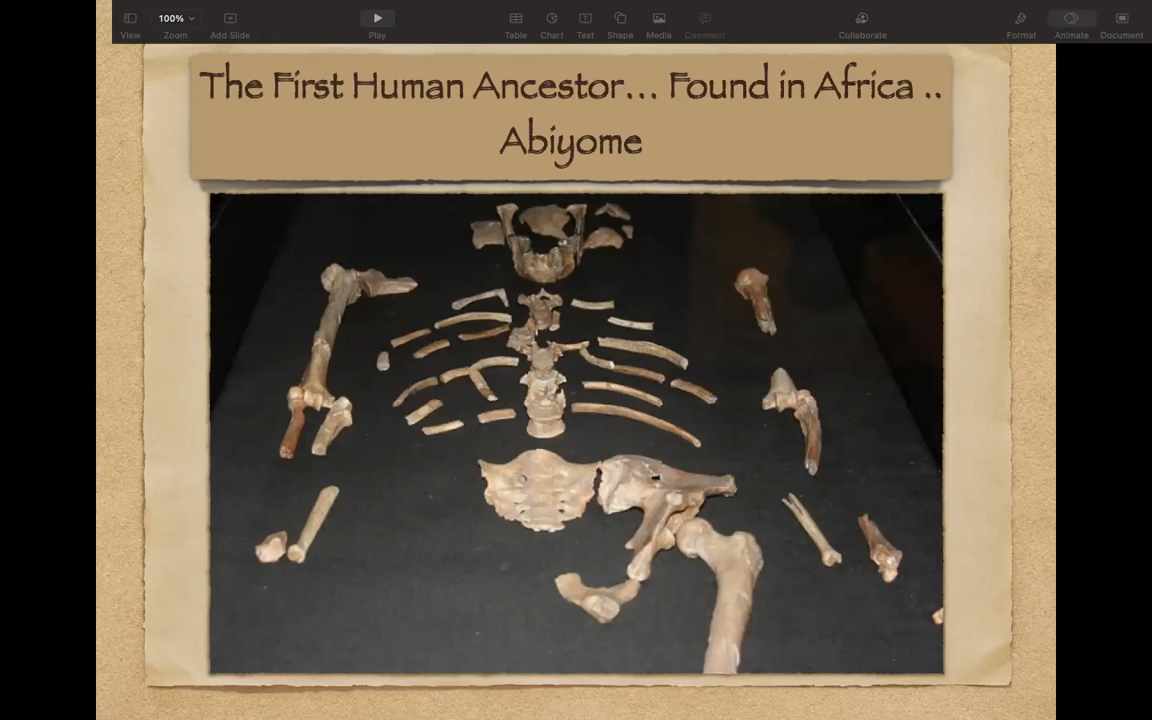 100%
View
Zoom
Add Slide
Play
Table
Chart
Text
Shape
Media
Comment
Collaborate
Format
Animate
Document
The First Human Ancestor... Found in Africa ..
Abiyome